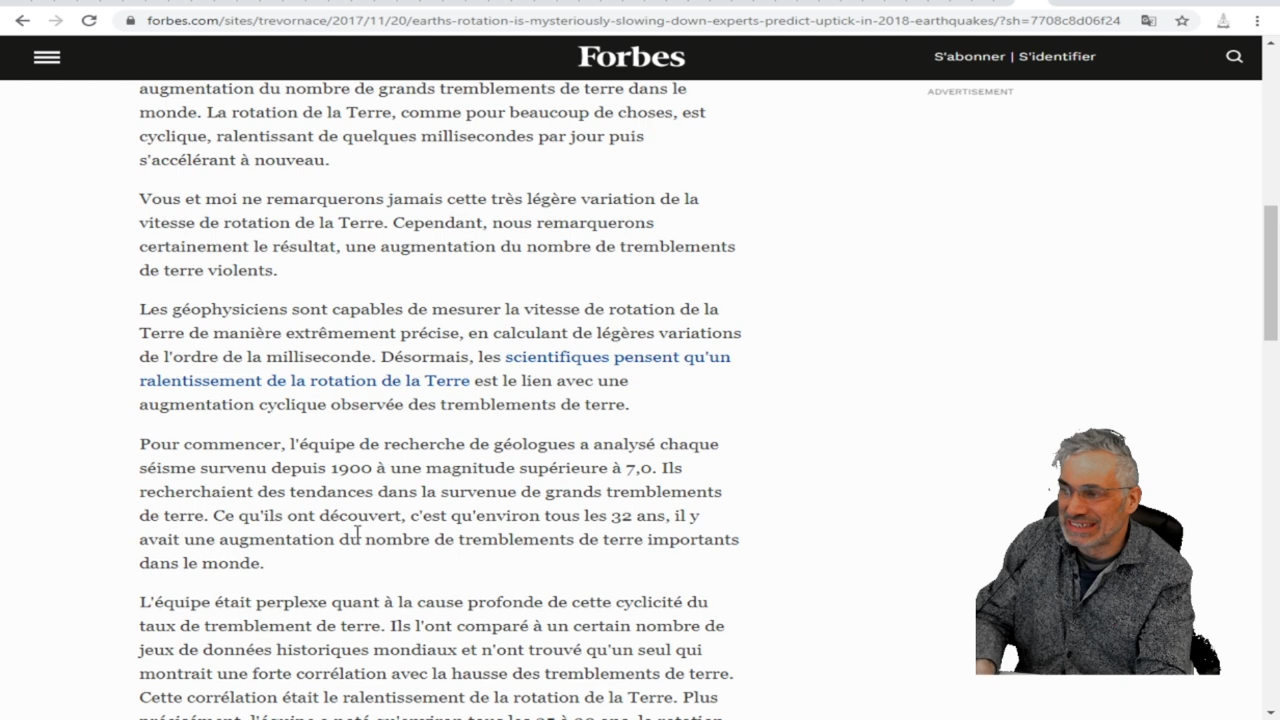 forbes.com/sites/trevornace/2017/11/20/earths-rotation-is-mysteriously-slowing-down-experts-predict-uptick-in-2018-earthquakes/?sh=7708c8d06f24
Forbes
S'abonner | S'identifier
ADVERTISEMENT
augmentation du nombre de grands tremblements de terre dans le
monde. La rotation de la Terre, comme pour beaucoup de choses, est
cyclique, ralentissant de quelques millisecondes par jour puis
s'accélérant à nouveau.
Vous et moi ne remarquerons jamais cette très légère variation de la
vitesse de rotation de la Terre. Cependant, nous remarquerons
certainement le résultat, une augmentation du nombre de tremblements
de terre violents.
Les géophysiciens sont capables de mesurer la vitesse de rotation de la
Terre de manière extrêmement précise, en calculant de légères variations
de l'ordre de la milliseconde. Désormais, les scientifiques pensent qu'un
ralentissement de la rotation de la Terre est le lien avec une
augmentation cyclique observée des tremblements de terre.
Pour commencer, l'équipe de recherche de géologues a analysé chaque
séisme survenu depuis 1900 à une magnitude supérieure à 7,0. Ils
recherchaient des tendances dans la survenue de grands tremblements
de terre. Ce qu'ils ont découvert, c'est qu'environ tous les 32 ans, il y
avait une augmentation du nombre de tremblements de terre importants
dans le monde.
L'équipe était perplexe quant à la cause profonde de cette cyclicité du
taux de tremblement de terre. Ils l'ont comparé à un certain nombre de
jeux de données historiques mondiaux et n'ont trouvé qu'un seul qui
montrait une forte corrélation avec la hausse des tremblements de terre.
Cette corrélation était le ralentissement de la rotation de la Terre. Plus